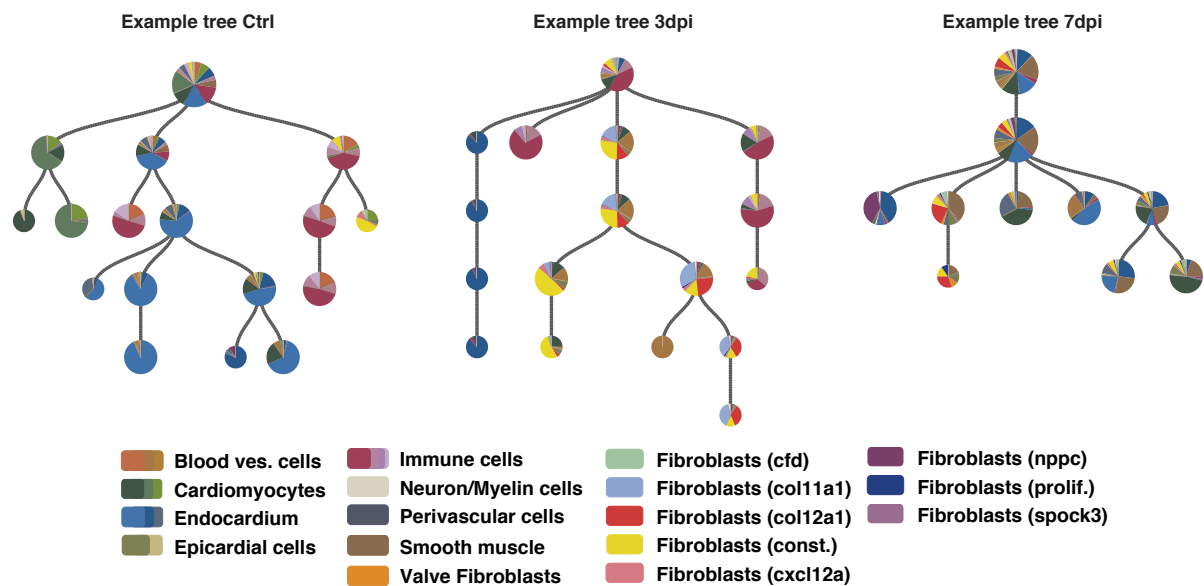 Example tree Ctrl
Example tree 3dpi
Example tree 7dpi
Blood ves. cells
Cardiomyocytes
Endocardium
Epicardial cells
Immune cells
Neuron/Myelin cells
Perivascular cells
Smooth muscle
Valve Fibroblasts
Fibroblasts (cfd)
Fibroblasts (col11a1)
Fibroblasts (col12a1)
Fibroblasts (const.)
Fibroblasts (cxcl12a)
Fibroblasts (nppc)
Fibroblasts (prolif.)
Fibroblasts (spock3)